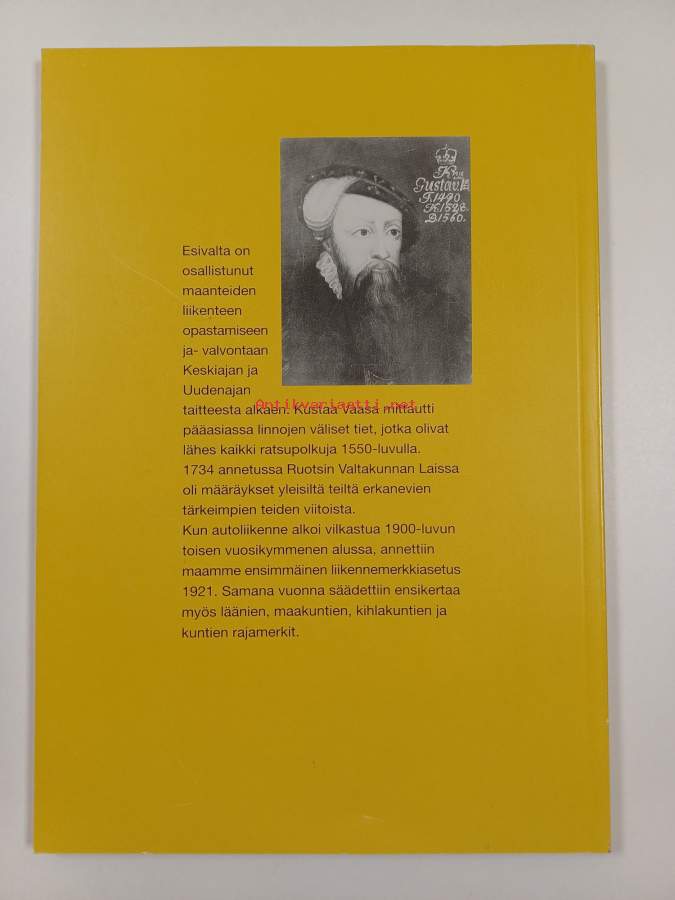 K
Gustav. I
F. 1490
K. 1528.
D 1560.
Esivalta on
osallistunut
maanteiden
liikenteen
opastamiseen
ja- valvontaan
Keskiajan ja
Uudenajan
Antikvariaatti.net
taitteesta alkaen. Kustaa Vaasa mittautti
pääasiassa linnojen väliset tiet, jotka olivat
lähes kaikki ratsupolkuja 1550-luvulla.
1734 annetussa Ruotsin Valtakunnan Laissa
oli määräykset yleisiltä teiltä erkanevien
tärkeimpien teiden viitoista.
Kun autoliikenne alkoi vilkastua 1900-luvun
toisen vuosikymmenen alussa, annettiin
maamme ensimmäinen liikennemerkkiasetus
1921. Samana vuonna säädettiin ensikertaa
myös läänien, maakuntien, kihlakuntien ja
kuntien rajamerkit.